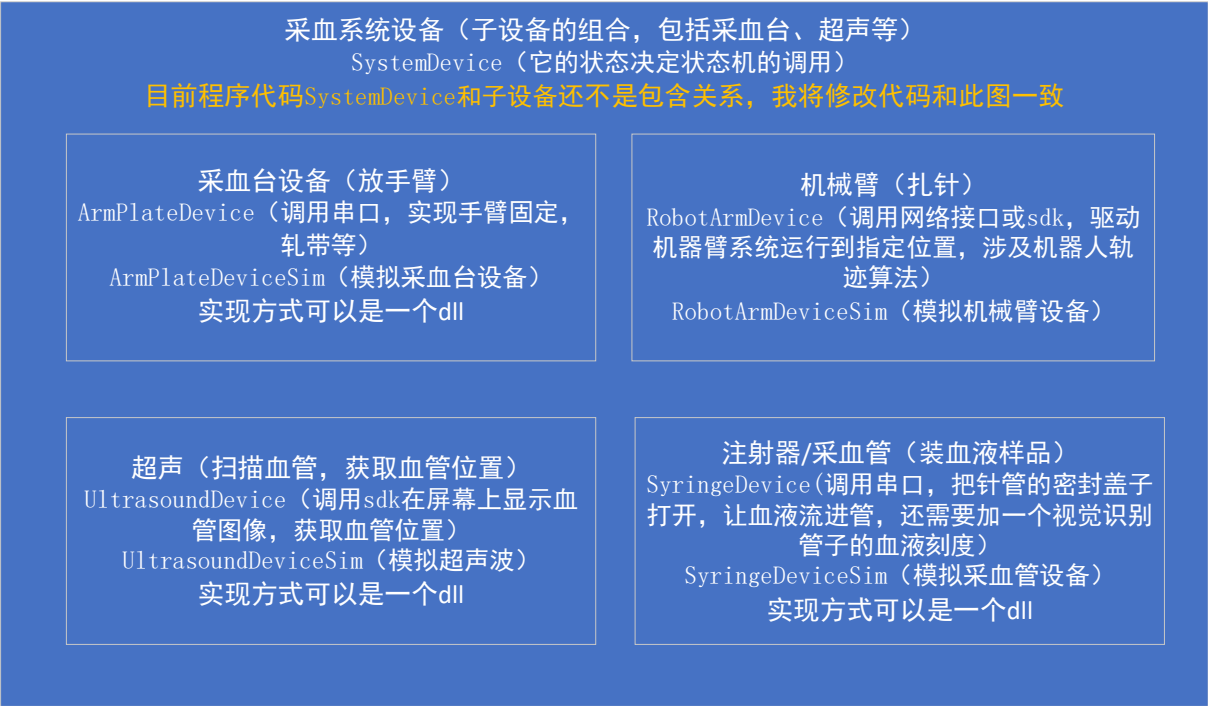 采血系统设备（子设备的组合，包括采血台、超声等）
SystemDevice（它的状态决定状态机的调用）
目前程序代码SystemDevice和子设备还不是包含关系，我将修改代码和此图一致
采血台设备（放手臂）
ArmPlateDevice（调用串口，实现手臂固定，
轧带等）
ArmPlateDeviceSim（模拟采血台设备）
实现方式可以是一个dll
机械臂（扎针）
RobotArmDevice（调用网络接口或sdk，驱动
机器臂系统运行到指定位置，涉及机器人轨
迹算法）
RobotArmDeviceSim（模拟机械臂设备）
超声（扫描血管，获取血管位置）
UltrasoundDevice（调用sdk在屏幕上显示血
管图像，获取血管位置）
UltrasoundDeviceSim（模拟超声波）
实现方式可以是一个dll
注射器/采血管（装血液样品）
SyringeDevice(调用串口，把针管的密封盖子
打开，让血液流进管，还需要加一个视觉识别
管子的血液刻度）
SyringeDeviceSim（模拟采血管设备）
实现方式可以是一个dll